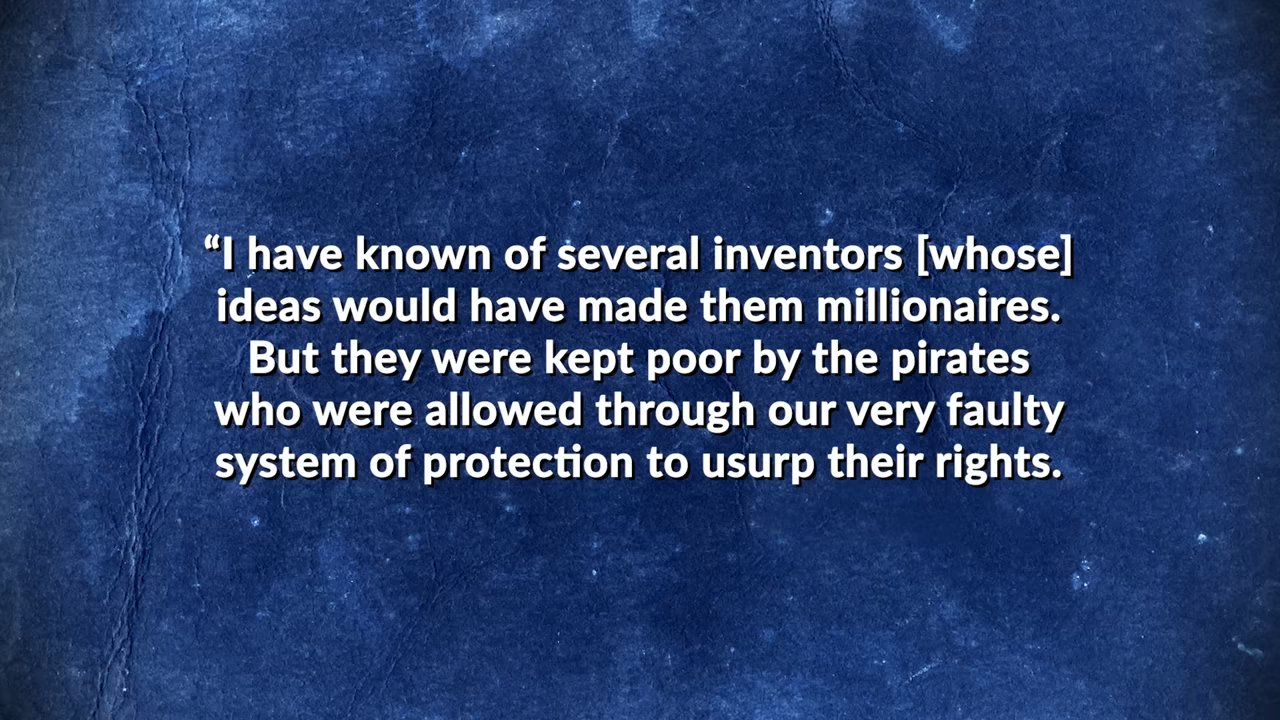 “I have known of several inventors [whose]
ideas would have made them millionaires.
But they were kept poor by the pirates
who were allowed through our very faulty
system of protection to usurp their rights.